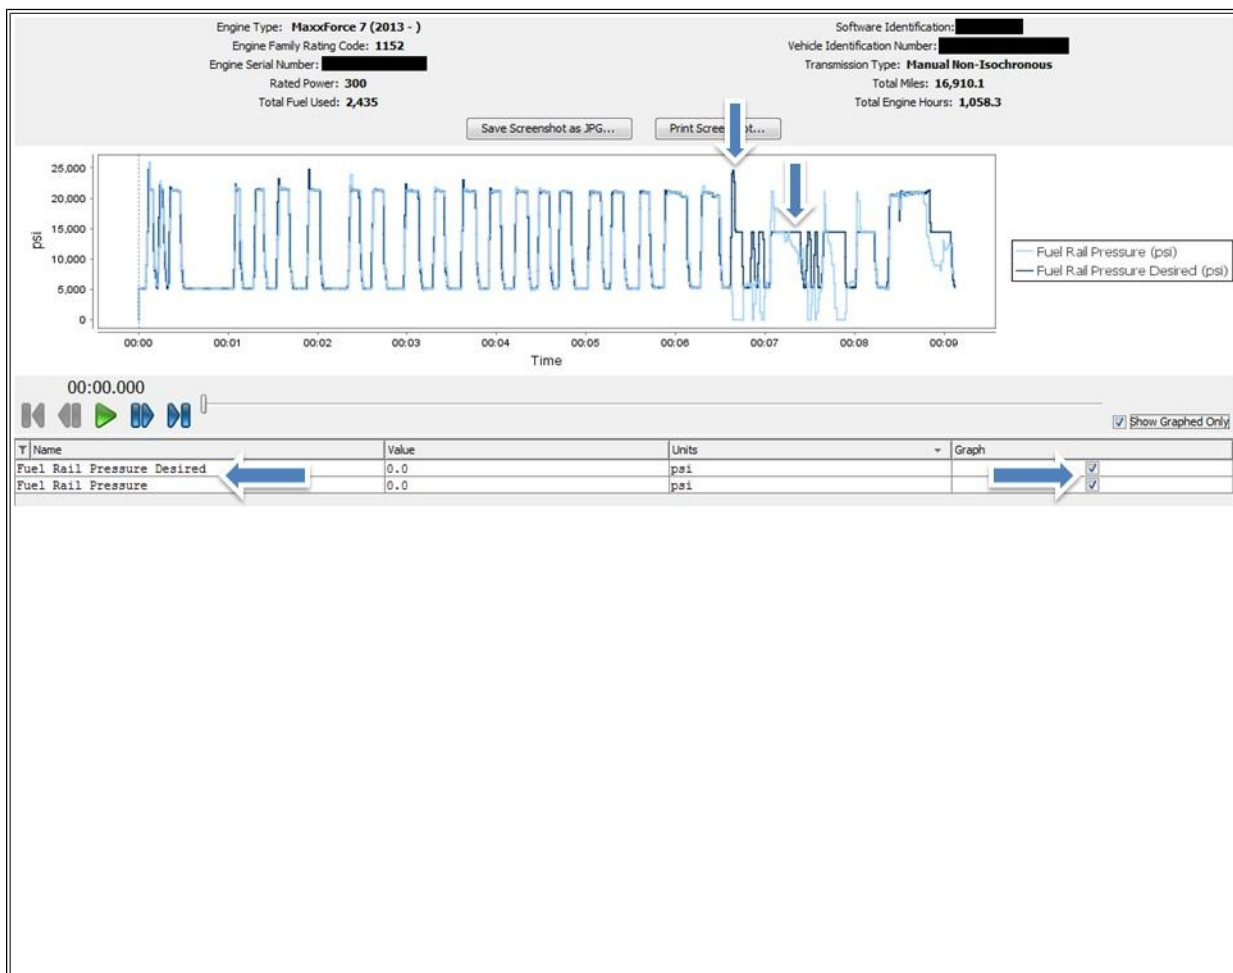 Engine Type: MaxxForce 7 (2013 - )
Engine Family Rating Code: 1152
Engine Serial Number:
Rated Power: 300
Total Fuel Used: 2,435
Software Identification:
Vehicle Identification Number:
Transmission Type: Manual Non-Isochronous
Total Miles: 16,910.1
Total Engine Hours: 1,058.3
Save Screenshot as JPG... Print Scree ot...
25,000
20,000
15,000
10,000
5,000
0
psi
00:00 00:01 00:02 00:03 00:04 00:05 00:06 00:07 00:08 00:09
Time
Fuel Rail Pressure (psi)
Fuel Rail Pressure Desired (psi)
00:00.000
Show Graphed Only
Name Value Units Graph
Fuel Rail Pressure Desired 0.0 psi
Fuel Rail Pressure 0.0 psi